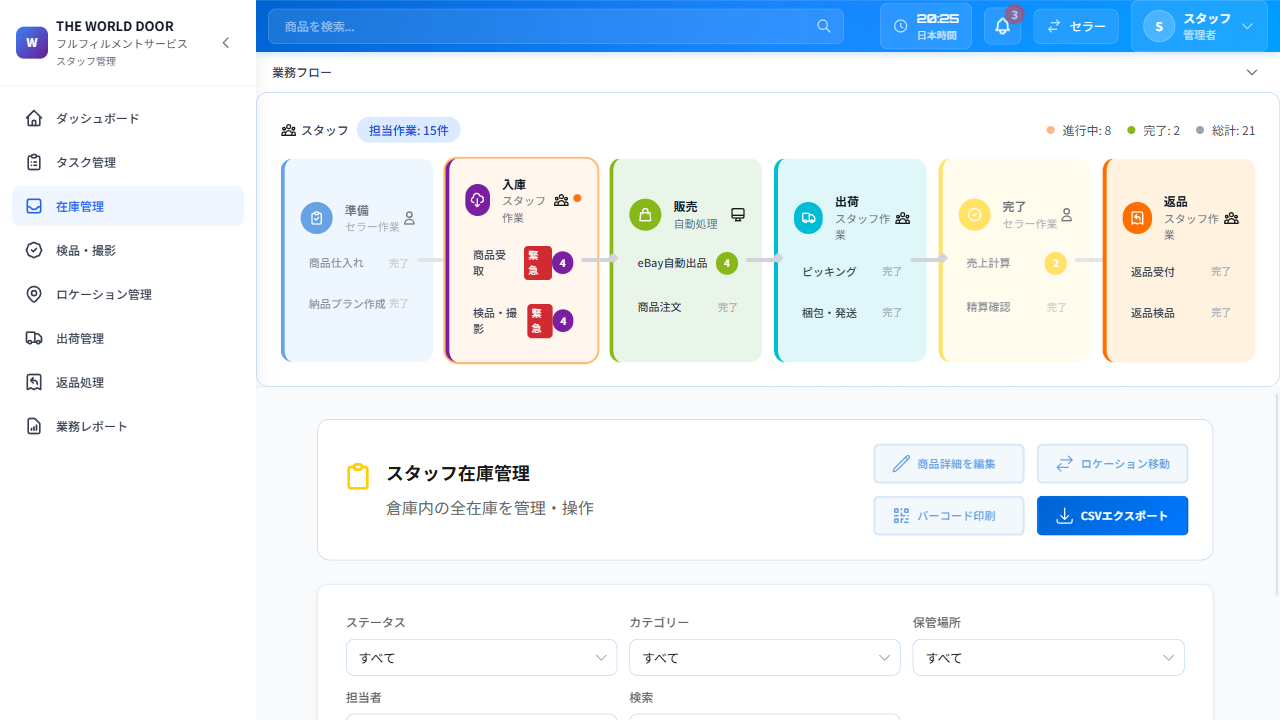 W
THE WORLD DOOR
フルフィルメントサービス
スタッフ管理
ダッシュボード
タスク管理
在庫管理
検品・撮影
ロケーション管理
出荷管理
返品処理
業務レポート
商品を検索...
20:25
日本時間
3
セラー
S
スタッフ
管理者
業務フロー
スタッフ
担当作業: 15件
進行中: 8
完了: 2
総計: 21
準備
セラー作業
商品仕入れ
完了
納品プラン作成
完了
入庫
スタッフ
作業
商品受
取
緊
急
4
検品・撮
影
緊
急
4
販売
自動処理
eBay自動出品
4
商品注文
完了
出荷
スタッフ作
業
ピッキング
完了
梱包・発送
完了
完了
セラー作業
売上計算
2
精算確認
完了
返品
スタッフ作
業
返品受付
完了
返品検品
完了
スタッフ在庫管理
倉庫内の全在庫を管理・操作
商品詳細を編集
ロケーション移動
バーコード印刷
CSVエクスポート
ステータス
すべて
カテゴリー
すべて
保管場所
すべて
担当者
検索